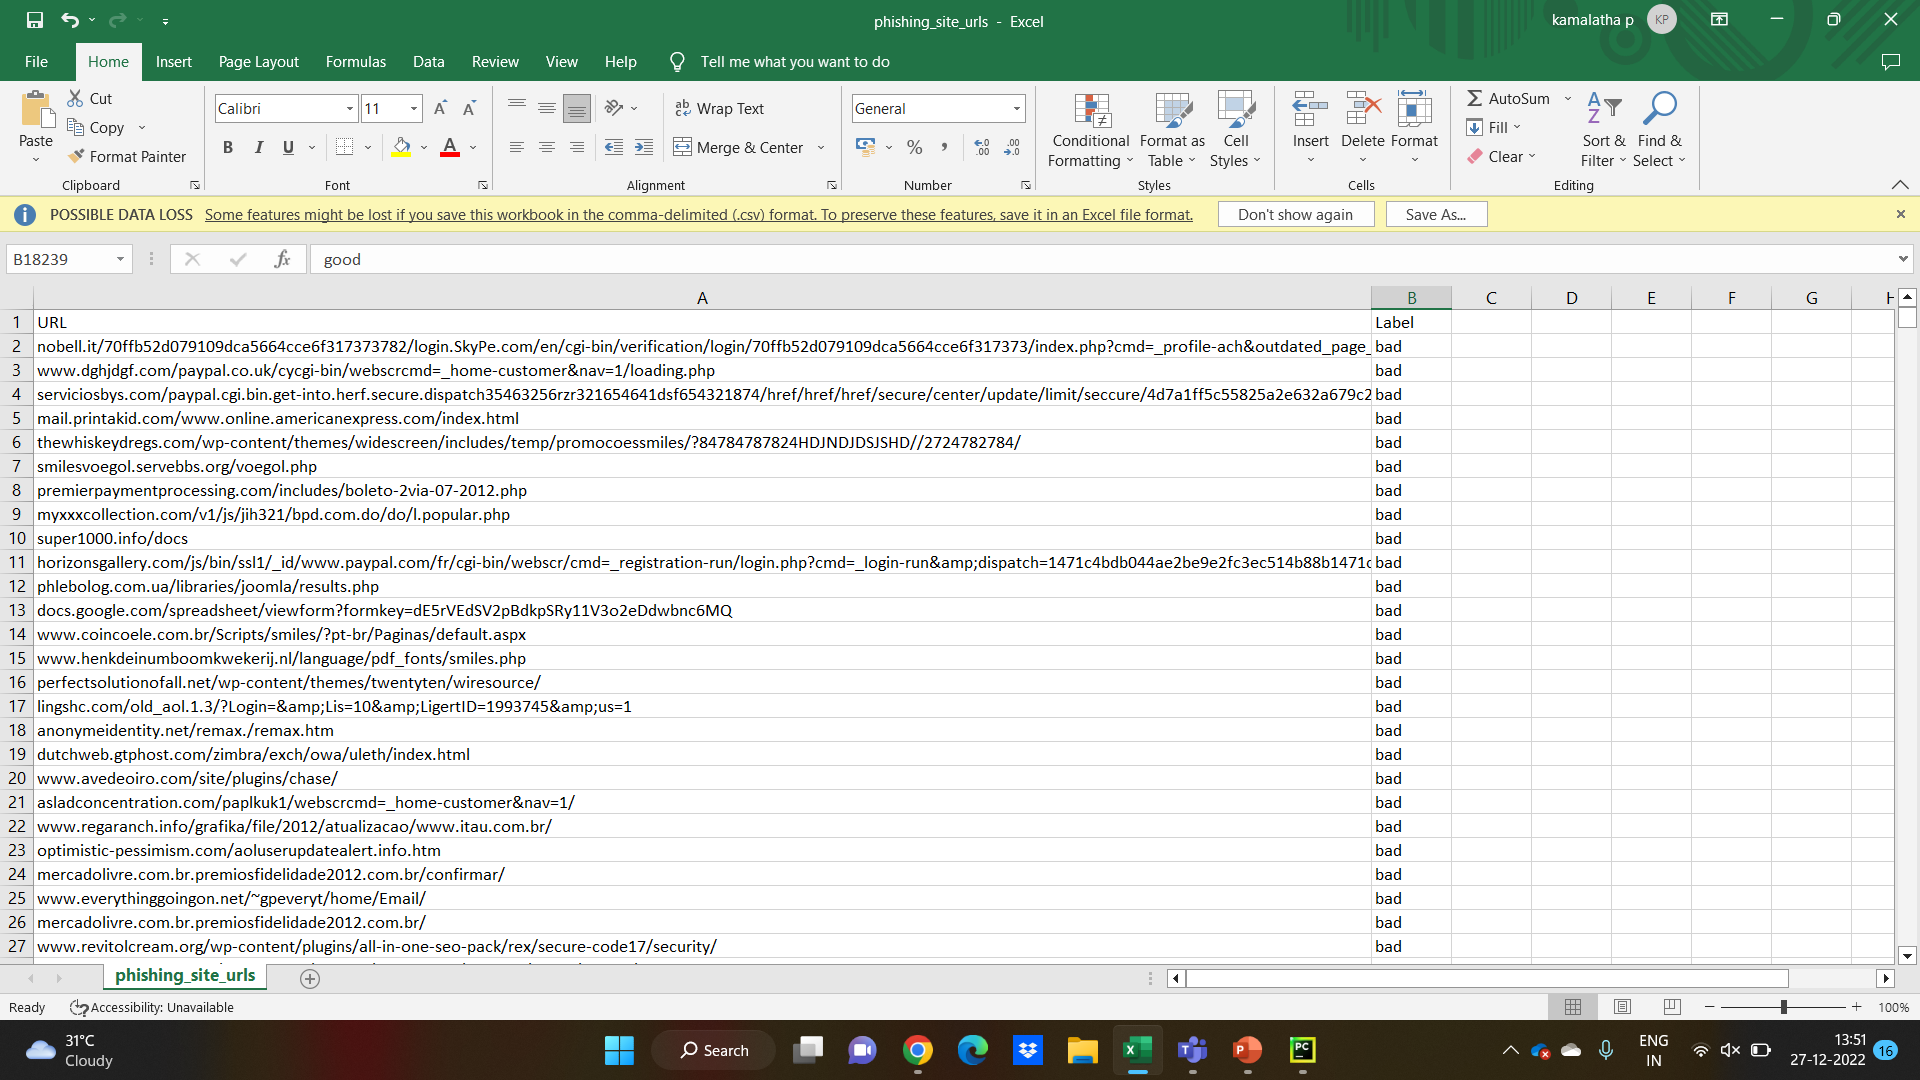 phishing_site_urls - Excel
kamalatha p KP
File Home Insert Page Layout Formulas Data Review View Help Tell me what you want to do
Paste Cut
Copy
Format Painter
Clipboard
Calibri 11
B I U
Font
Wrap Text
Merge & Center
Alignment
General
% ,
Number
Conditional Formatting
Format as Table
Cell Styles
Styles
Insert Delete Format
Cells
AutoSum
Fill
Clear
Sort & Filter
Find & Select
Editing
POSSIBLE DATA LOSS Some features might be lost if you save this workbook in the comma-delimited (.csv) format. To preserve these features, save it in an Excel file format. Don't show again Save As...
B18239 fx good
A B C D E F G H
1 URL Label
2 nobell.it/70ffb52d079109dca5664cce6f317373782/login.SkyPe.com/en/cgi-bin/verification/login/70ffb52d079109dca5664cce6f317373/index.php?cmd=_profile-ach&outdated_page_ bad
3 www.dghjdgf.com/paypal.co.uk/cycgi-bin/webscrcmd=_home-customer&nav=1/loading.php bad
4 serviciosbys.com/paypal.cgi.bin.get-into.herf.secure.dispatch35463256rzr321654641dsf654321874/href/href/href/secure/center/update/limit/seccure/4d7a1ff5c55825a2e632a679c2 bad
5 mail.printakid.com/www.online.americanexpress.com/index.html bad
6 thewhiskeydregs.com/wp-content/themes/widescreen/includes/temp/promocoessmiles/?84784787824HDJNDJDSJSHD//2724782784/ bad
7 smilesvoegol.servebbs.org/voegol.php bad
8 premierpaymentprocessing.com/includes/boleto-2via-07-2012.php bad
9 myxxxcollection.com/v1/js/jih321/bpd.com.do/do/l.popular.php bad
10 super1000.info/docs bad
11 horizonsgallery.com/js/bin/ssl1/_id/www.paypal.com/fr/cgi-bin/webscr/cmd=_registration-run/login.php?cmd=_login-run&amp;dispatch=1471c4bdb044ae2be9e2fc3ec514b88b1471c bad
12 phlebolog.com.ua/libraries/joomla/results.php bad
13 docs.google.com/spreadsheet/viewform?formkey=dE5rVEdSV2pBdkpSRy11V3o2eDdwbnc6MQ bad
14 www.coincoele.com.br/Scripts/smiles/?pt-br/Paginas/default.aspx bad
15 www.henkdeinumboomkwekerij.nl/language/pdf_fonts/smiles.php bad
16 perfectsolutionofall.net/wp-content/themes/twentyten/wiresource/ bad
17 lingshc.com/old_aol.1.3/?Login=&amp;Lis=10&amp;LigertID=1993745&amp;us=1 bad
18 anonymeidentity.net/remax./remax.htm bad
19 dutchweb.gtphost.com/zimbra/exch/owa/uleth/index.html bad
20 www.avedeoiro.com/site/plugins/chase/ bad
21 asladconcentration.com/paplkuk1/webscrcmd=_home-customer&nav=1/ bad
22 www.regaranch.info/grafika/file/2012/atualizacao/www.itau.com.br/ bad
23 optimistic-pessimism.com/aoluserupdatealert.info.htm bad
24 mercadolivre.com.br.premiosfidelidade2012.com.br/confirmar/ bad
25 www.everythinggoingon.net/~gpeveryt/home/Email/ bad
26 mercadolivre.com.br.premiosfidelidade2012.com.br/ bad
27 www.revitolcream.org/wp-content/plugins/all-in-one-seo-pack/rex/secure-code17/security/ bad
phishing_site_urls
Ready Accessibility: Unavailable 100%
31°C
Cloudy
Search
ENG
IN
13:51
27-12-2022
16